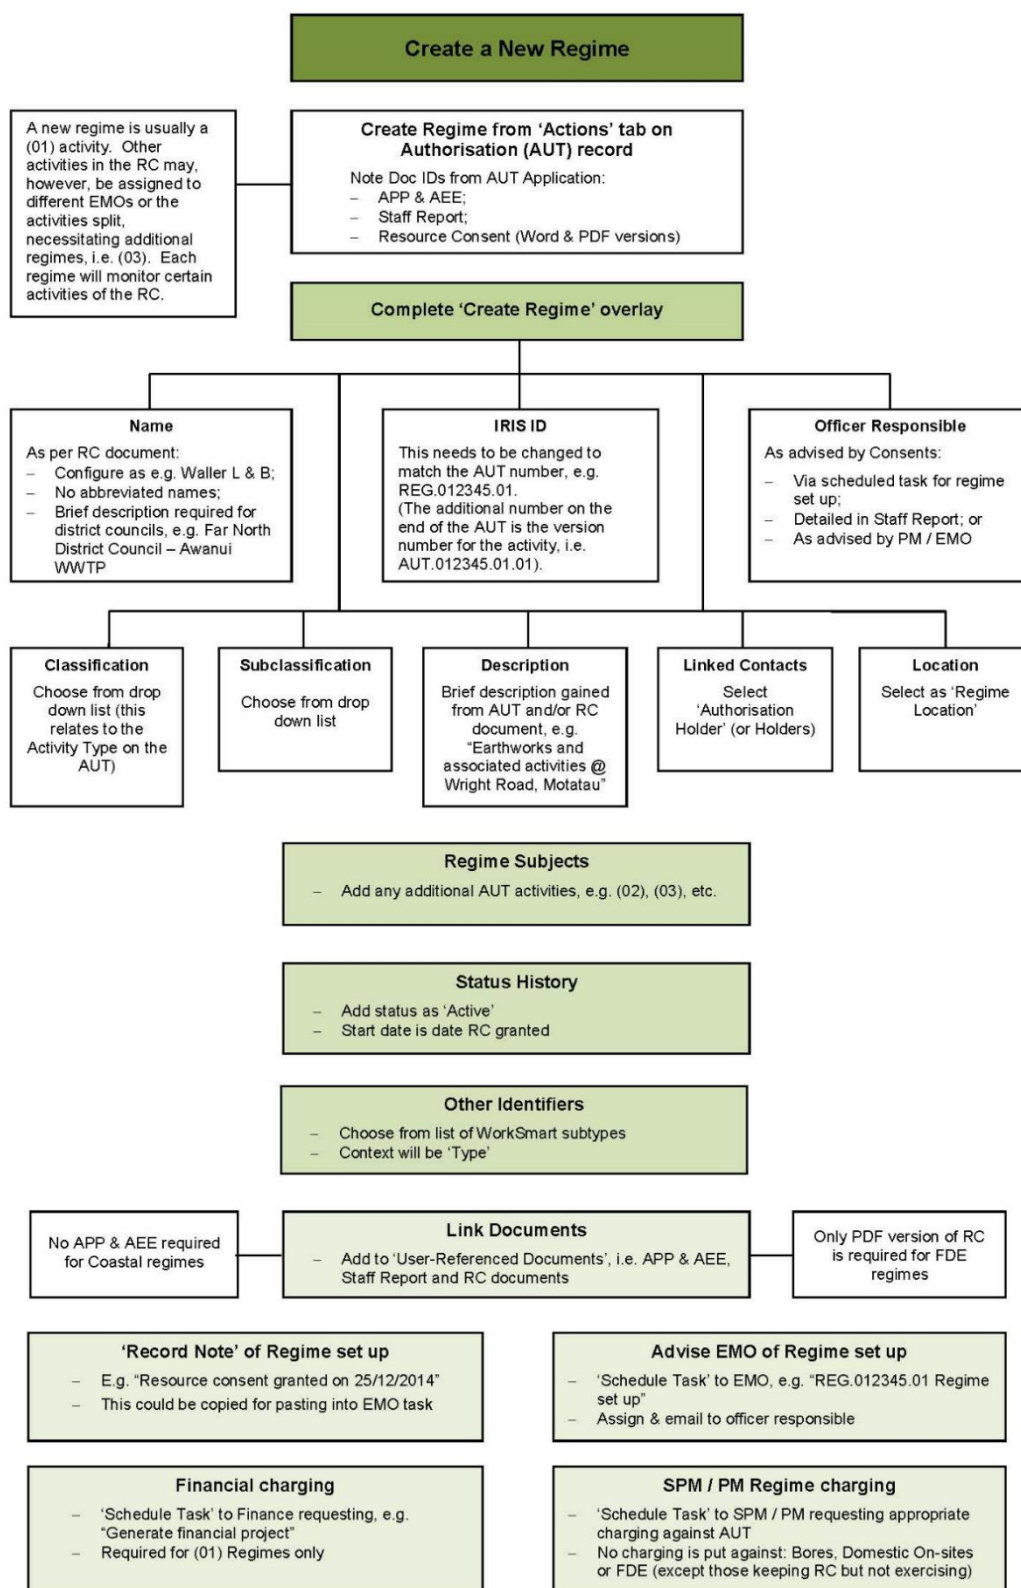 Create a New Regime
A new regime is usually a
(01) activity. Other
activities in the RC may,
however, be assigned to
different EMOs or the
activities split,
necessitating additional
regimes, i.e. (03). Each
regime will monitor certain
activities of the RC.
Create Regime from ‘Actions’ tab on
Authorisation (AUT) record
Note Doc IDs from AUT Application:
– APP & AEE;
– Staff Report;
– Resource Consent (Word & PDF versions)
Complete ‘Create Regime’ overlay
Name
As per RC document:
– Configure as e.g. Waller L & B;
– No abbreviated names;
– Brief description required for
district councils, e.g. Far North
District Council – Awanui
WWTP
IRIS ID
This needs to be changed to
match the AUT number, e.g.
REG.012345.01.
(The additional number on the
end of the AUT is the version
number for the activity, i.e.
AUT.012345.01.01).
Officer Responsible
As advised by Consents:
– Via scheduled task for regime
set up;
– Detailed in Staff Report; or
– As advised by PM / EMO
Classification
Choose from drop
down list (this
relates to the
Activity Type on the
AUT)
Subclassification
Choose from drop
down list
Description
Brief description gained
from AUT and/or RC
document, e.g.
“Earthworks and
associated activities @
Wright Road, Motatau”
Linked Contacts
Select
‘Authorisation
Holder’ (or Holders)
Location
Select as ‘Regime
Location’
Regime Subjects
– Add any additional AUT activities, e.g. (02), (03), etc.
Status History
– Add status as ‘Active’
– Start date is date RC granted
Other Identifiers
– Choose from list of WorkSmart subtypes
– Context will be ‘Type’
No APP & AEE required
for Coastal regimes
Link Documents
– Add to ‘User-Referenced Documents’, i.e. APP & AEE,
Staff Report and RC documents
Only PDF version of RC
is required for FDE
regimes
‘Record Note’ of Regime set up
– E.g. “Resource consent granted on 25/12/2014”
– This could be copied for pasting into EMO task
Advise EMO of Regime set up
– ‘Schedule Task’ to EMO, e.g. “REG.012345.01 Regime
set up”
– Assign & email to officer responsible
Financial charging
– ‘Schedule Task’ to Finance requesting, e.g.
“Generate financial project”
– Required for (01) Regimes only
SPM / PM Regime charging
– ‘Schedule Task’ to SPM / PM requesting appropriate
charging against AUT
– No charging is put against: Bores, Domestic On-sites
or FDE (except those keeping RC but not exercising)